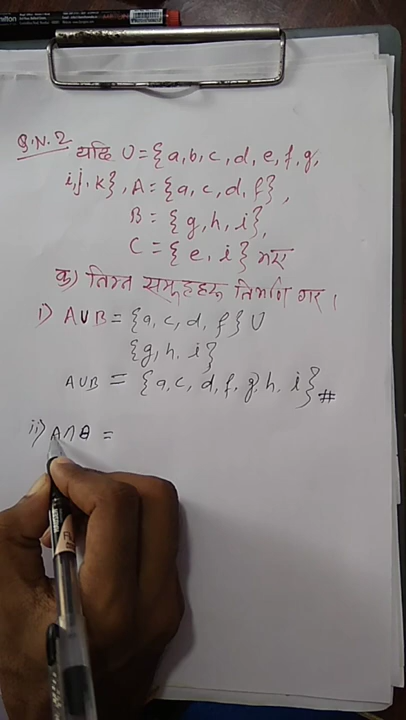 Q.N.2 यदि U = {a, b, c, d, e, f, g,
i, j, k}, A = {a, c, d, f},
B = {g, h, i},
C = {e, i} भए
क) निम्न समूहहरू निर्माण गर ।
i) A∪B = {a, c, d, f} ∪
{g, h, i}
A∪B = {a, c, d, f, g, h, i} #
ii) A∩B =